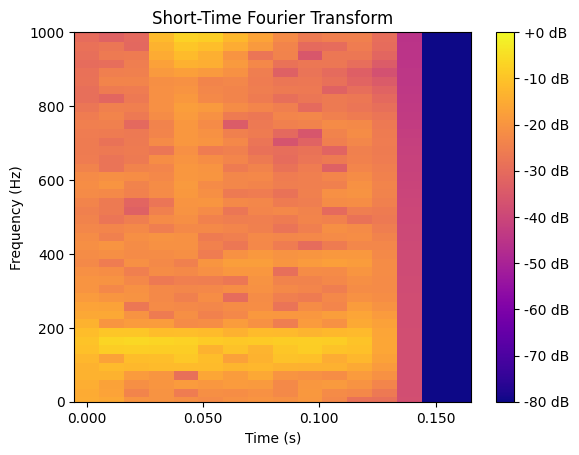 Short-Time Fourier Transform
1000
800
600
400
200
0
Frequency (Hz)
0.000
0.050
0.100
0.150
Time (s)
+0 dB
-10 dB
-20 dB
-30 dB
-40 dB
-50 dB
-60 dB
-70 dB
-80 dB